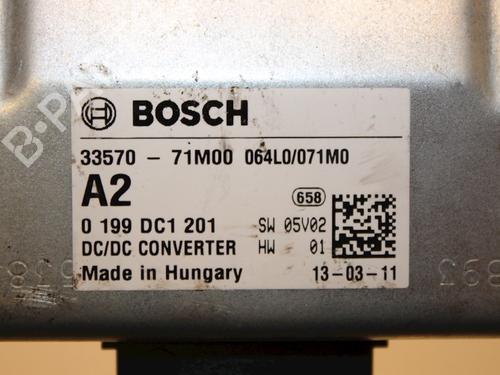 B-PARTS
BOSCH
33570 - 71M00 064L0/071M0
A2
658
0 199 DC1 201 SW 05V02
DC/DC CONVERTER HW 01
Made in Hungary 13-03-11